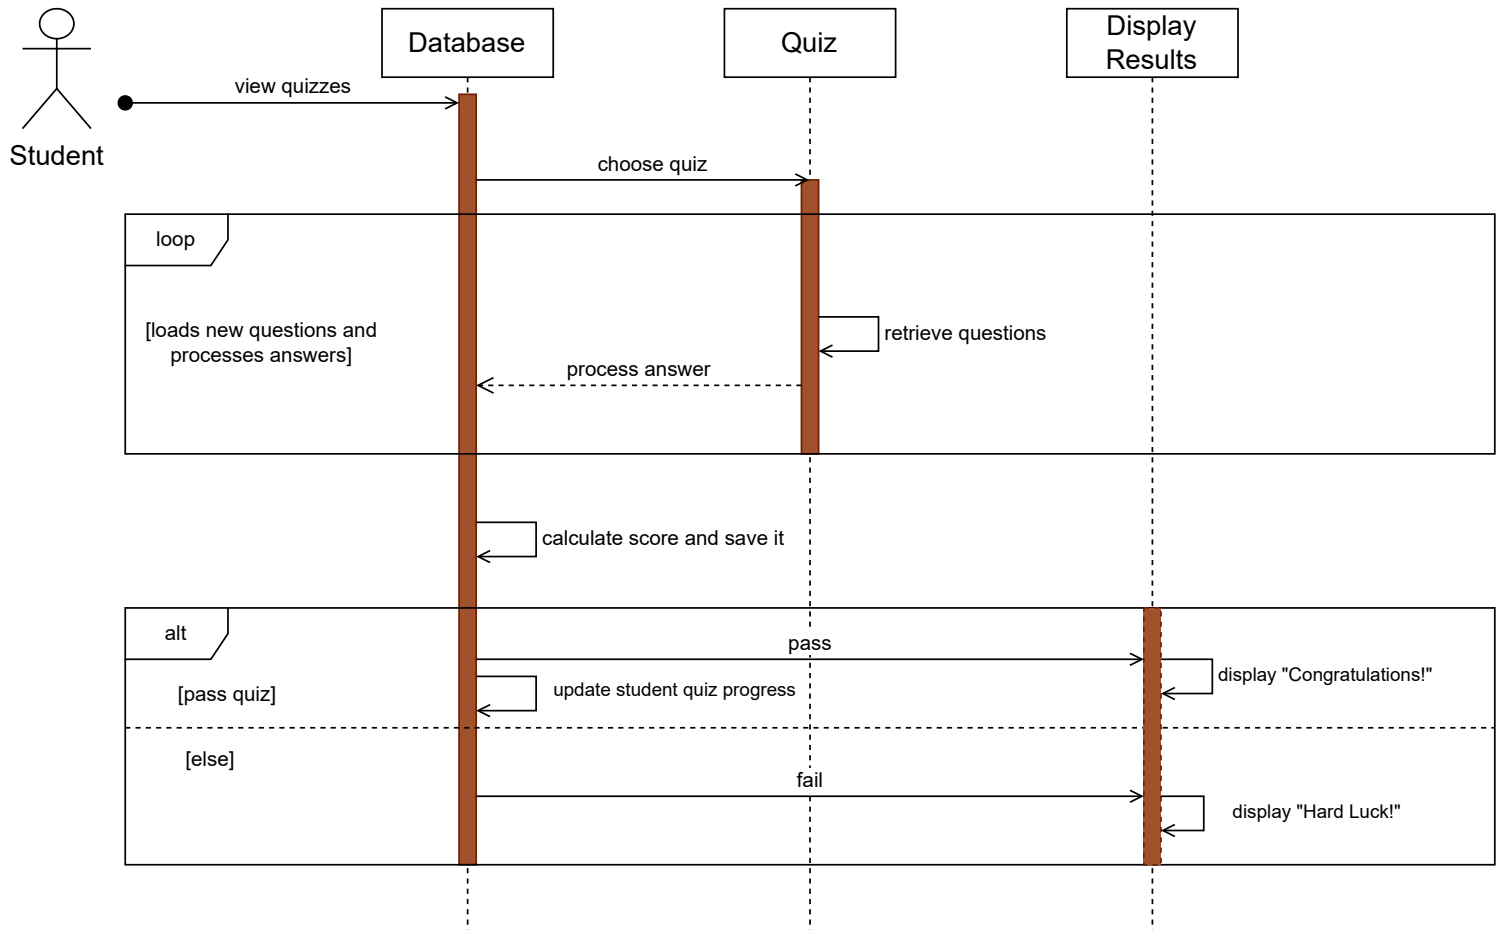 Student
Database
Quiz
Display
Results
view quizzes
choose quiz
loop
[loads new questions and
processes answers]
retrieve questions
process answer
calculate score and save it
alt
pass
[pass quiz]
update student quiz progress
display "Congratulations!"
[else]
fail
display "Hard Luck!"